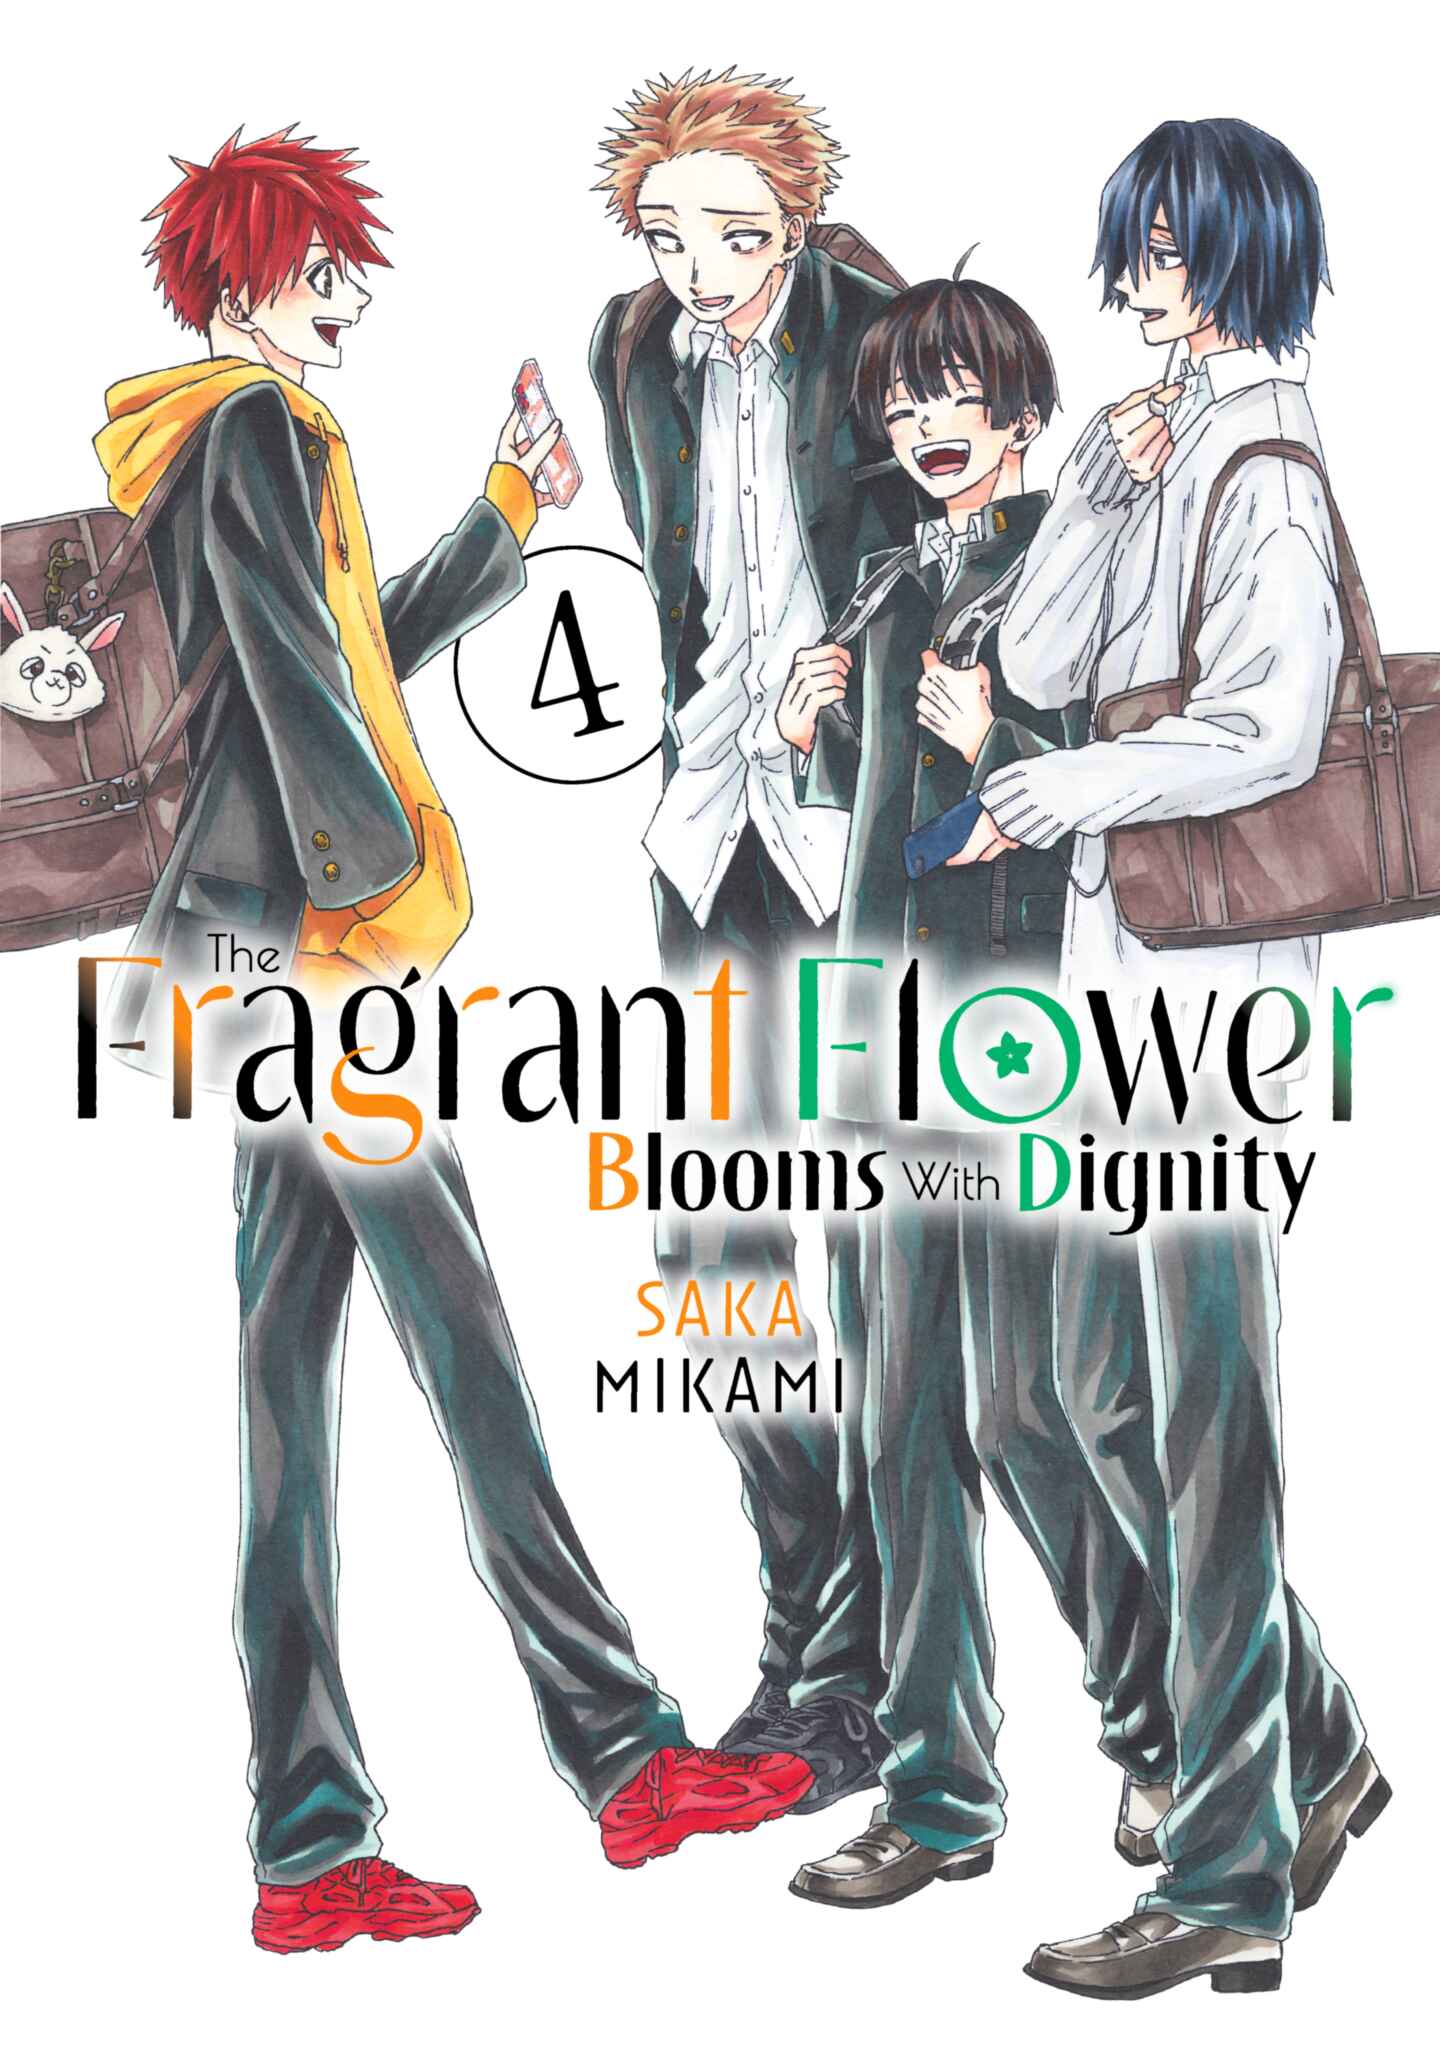 4
The
Fragrant Flower
Blooms With Dignity
SAKA
MIKAMI